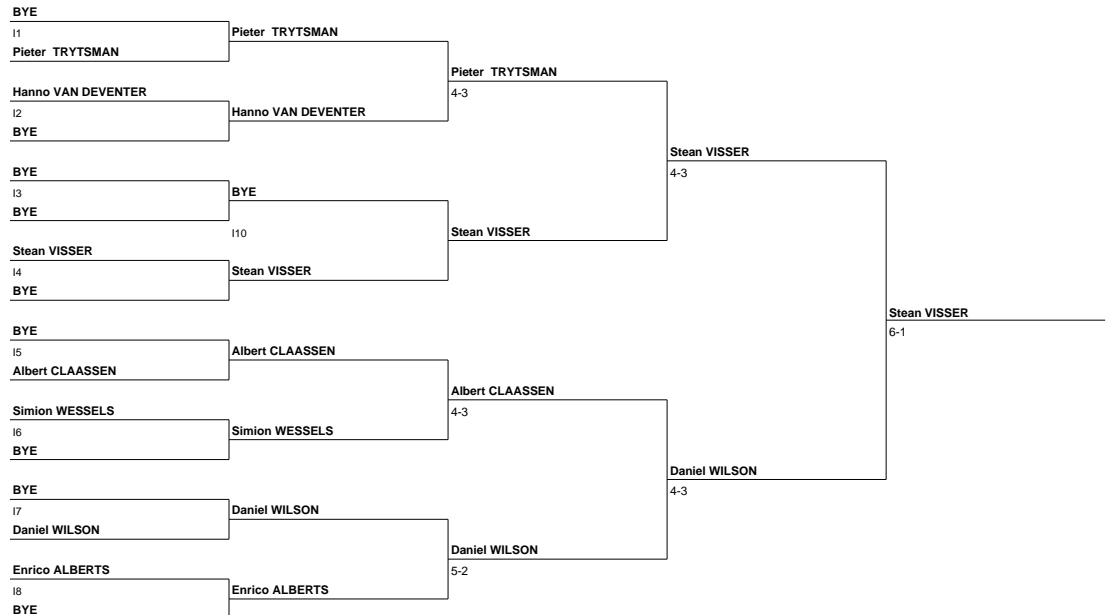 BYE
I1
Pieter TRYTSMAN
Hanno VAN DEVENTER
I2
BYE
BYE
I3
BYE
Stean VISSER
I4
BYE
BYE
I5
Albert CLAASSEN
Simion WESSELS
I6
BYE
BYE
I7
Daniel WILSON
Enrico ALBERTS
I8
BYE
Pieter TRYTSMAN
Hanno VAN DEVENTER
BYE
I10
Stean VISSER
Albert CLAASSEN
Simion WESSELS
Daniel WILSON
Enrico ALBERTS
Pieter TRYTSMAN
4-3
Stean VISSER
Albert CLAASSEN
4-3
Daniel WILSON
5-2
Stean VISSER
4-3
Daniel WILSON
4-3
Stean VISSER
6-1